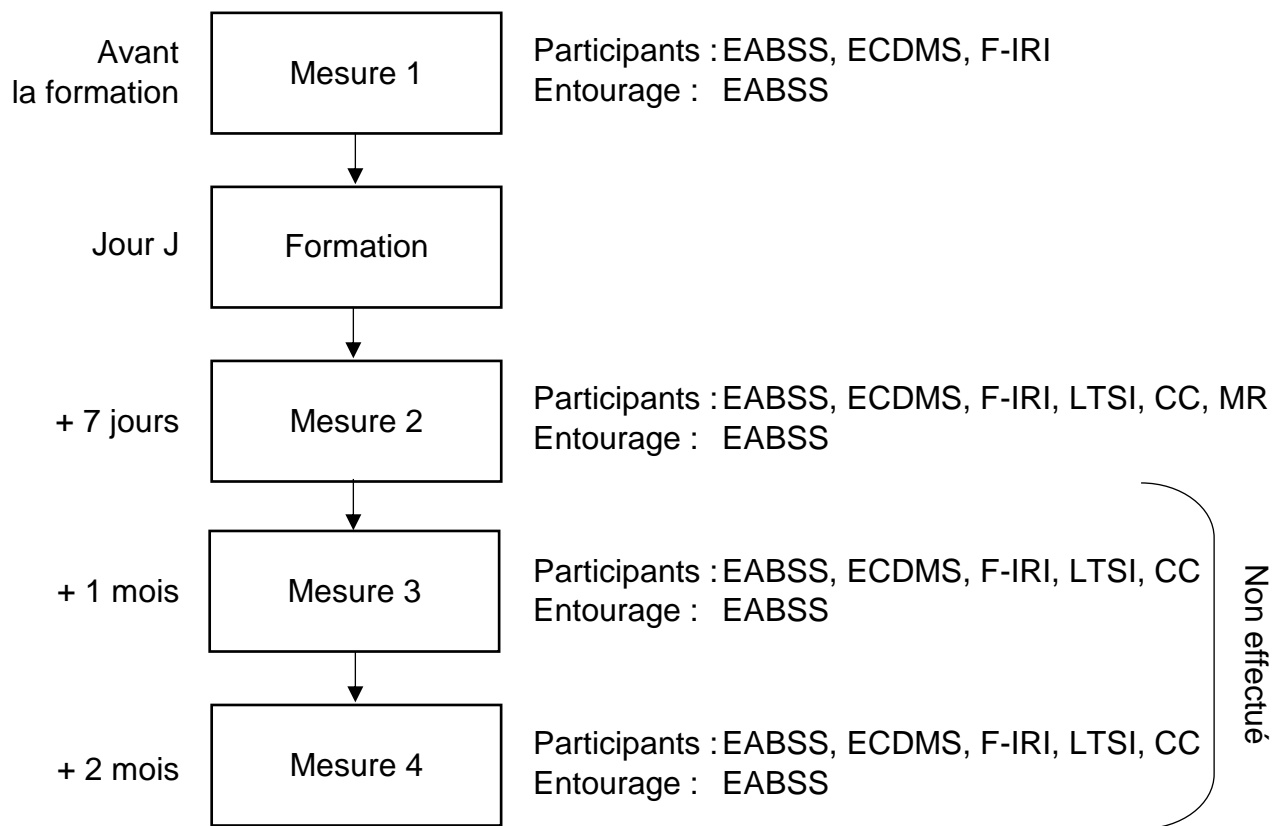 Avant
la formation
Mesure 1
Participants : EABSS, ECDMS, F-IRI
Entourage : EABSS
Jour J
Formation
+ 7 jours
Mesure 2
Participants : EABSS, ECDMS, F-IRI, LTSI, CC, MR
Entourage : EABSS
+ 1 mois
Mesure 3
Participants : EABSS, ECDMS, F-IRI, LTSI, CC
Entourage : EABSS
+ 2 mois
Mesure 4
Participants : EABSS, ECDMS, F-IRI, LTSI, CC
Entourage : EABSS
Non effectué